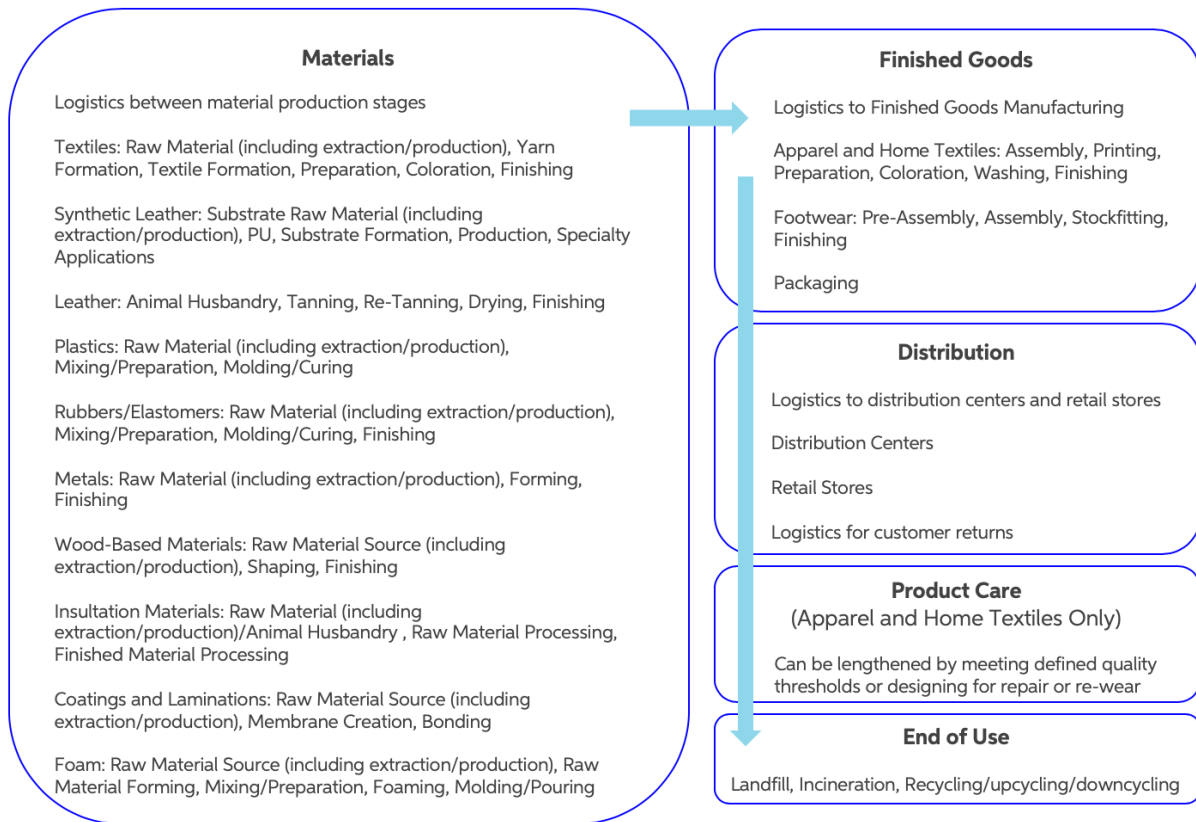 Materials
Logistics between material production stages
Textiles: Raw Material (including extraction/production), Yarn
Formation, Textile Formation, Preparation, Coloration, Finishing
Synthetic Leather: Substrate Raw Material (including
extraction/production), PU, Substrate Formation, Production, Specialty
Applications
Leather: Animal Husbandry, Tanning, Re-Tanning, Drying, Finishing
Plastics: Raw Material (including extraction/production),
Mixing/Preparation, Molding/Curing
Rubbers/Elastomers: Raw Material (including extraction/production),
Mixing/Preparation, Molding/Curing, Finishing
Metals: Raw Material (including extraction/production), Forming,
Finishing
Wood-Based Materials: Raw Material Source (including
extraction/production), Shaping, Finishing
Insultation Materials: Raw Material (including
extraction/production)/Animal Husbandry , Raw Material Processing,
Finished Material Processing
Coatings and Laminations: Raw Material Source (including
extraction/production), Membrane Creation, Bonding
Foam: Raw Material Source (including extraction/production), Raw
Material Forming, Mixing/Preparation, Foaming, Molding/Pouring
Finished Goods
Logistics to Finished Goods Manufacturing
Apparel and Home Textiles: Assembly, Printing,
Preparation, Coloration, Washing, Finishing
Footwear: Pre-Assembly, Assembly, Stockfitting,
Finishing
Packaging
Distribution
Logistics to distribution centers and retail stores
Distribution Centers
Retail Stores
Logistics for customer returns
Product Care
(Apparel and Home Textiles Only)
Can be lengthened by meeting defined quality
thresholds or designing for repair or re-wear
End of Use
Landfill, Incineration, Recycling/upcycling/downcycling